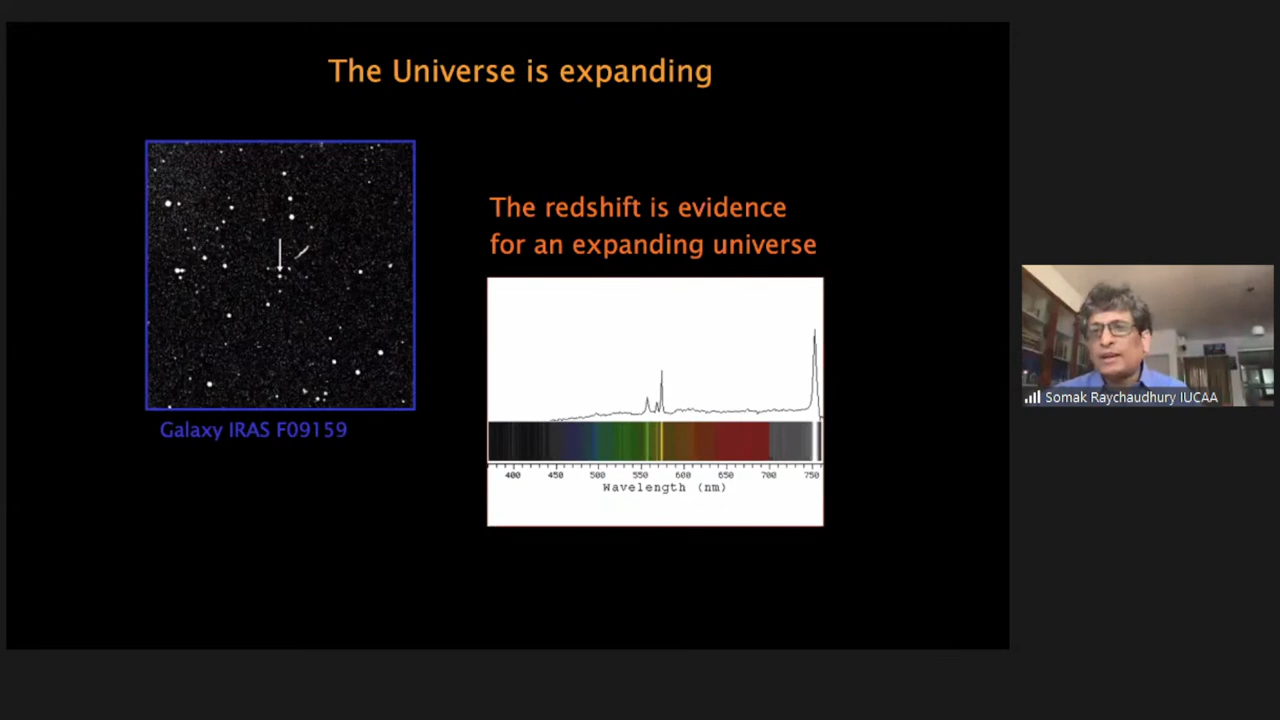 The Universe is expanding
The redshift is evidence
for an expanding universe
Galaxy IRAS F09159
400 450 500 550 600 650 700 750
Wavelength (nm)
Somak Raychaudhury IUCAA